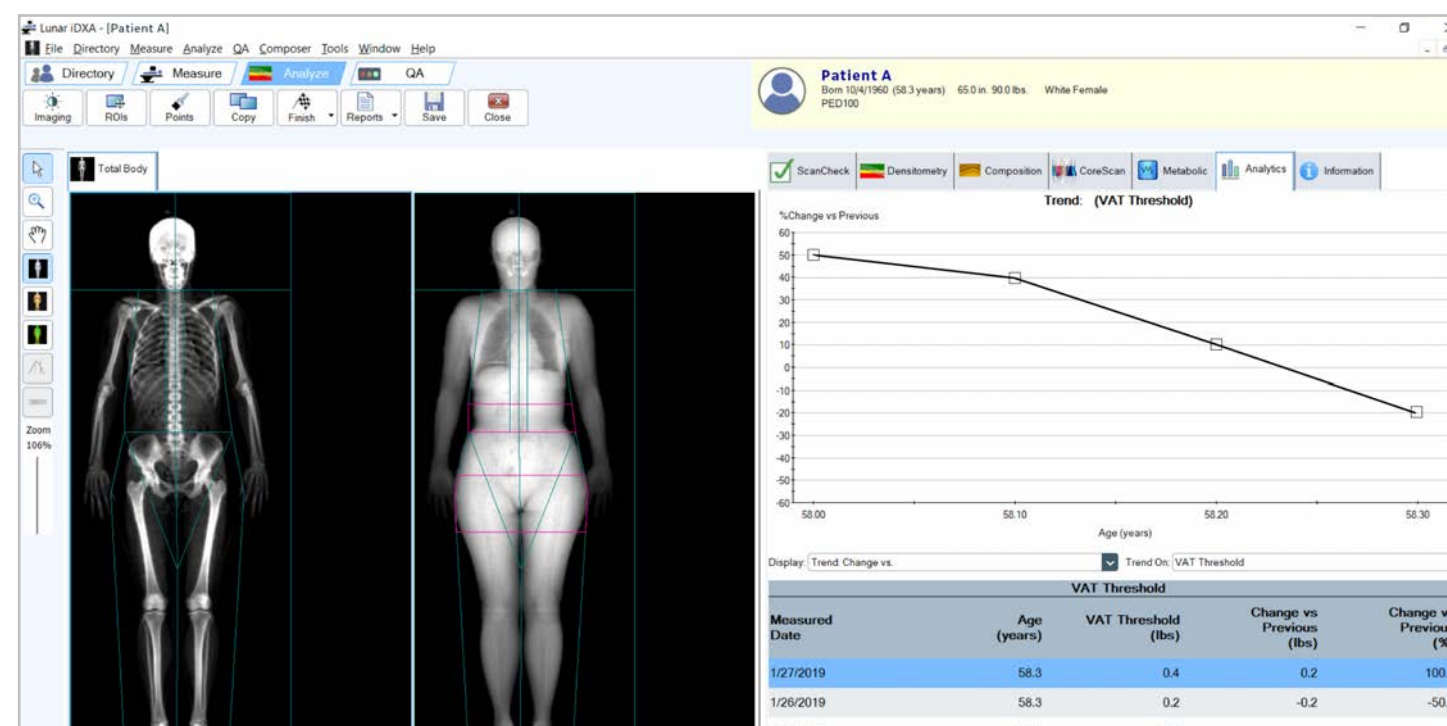 Lunar iDXA - [Patient A]
File Directory Measure Analyze QA Composer Tools Window Help
Directory Measure Analyze QA
Imaging ROIs Points Copy Finish Reports Save Close
Patient A
Born 10/4/1960 (58.3 years) 65.0 in. 90.0 lbs. White Female
PED100
Total Body
ScanCheck Densitometry Composition CoreScan Metabolic Analytics Information
Trend: (VAT Threshold)
%Change vs Previous
60
50
40
30
20
10
0
-10
-20
-30
-40
-50
-60
58.00 58.10 58.20 58.30
Age (years)
Zoom
106%
Display: Trend: Change vs. Trend On: VAT Threshold
VAT Threshold
Measured Date Age (years) VAT Threshold (lbs) Change vs Previous (lbs) Change v Previou (%
1/27/2019 58.3 0.4 0.2 100.
1/26/2019 58.3 0.2 -0.2 -50.